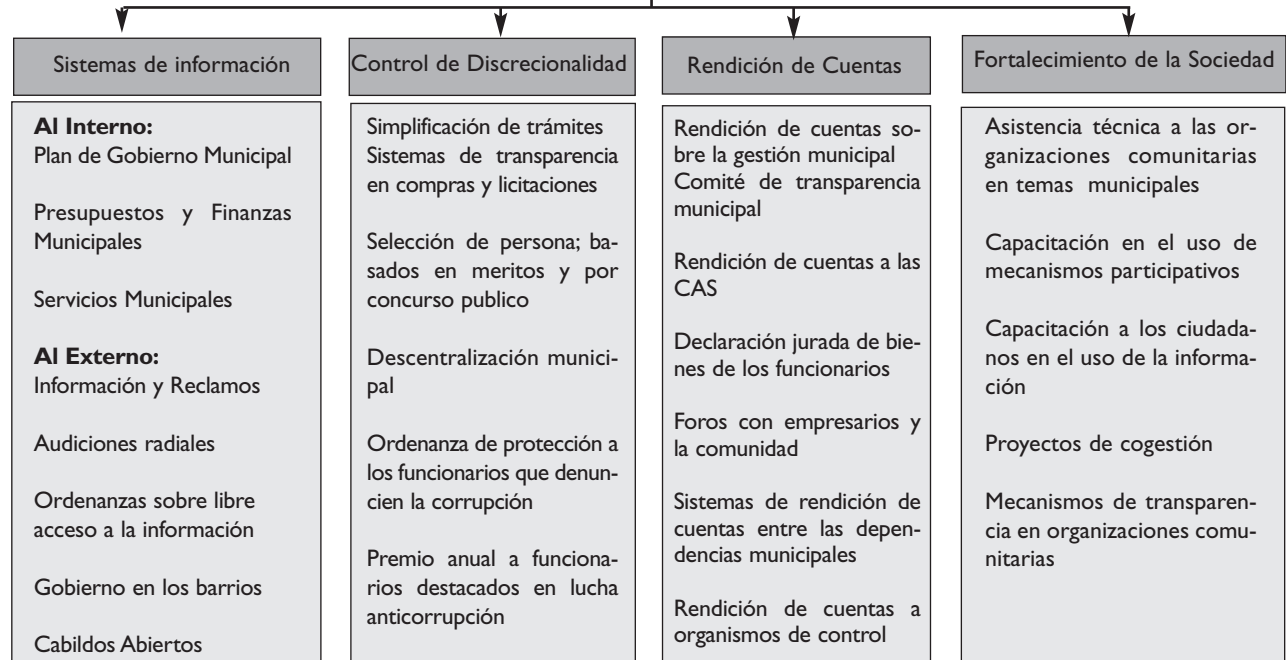 Sistemas de información
Al Interno:
Plan de Gobierno Municipal
Presupuestos y Finanzas
Municipales
Servicios Municipales
Al Externo:
Información y Reclamos
Audiciones radiales
Ordenanzas sobre libre
acceso a la información
Gobierno en los barrios
Cabildos Abiertos
Control de Discrecionalidad
Simplificación de trámites
Sistemas de transparencia
en compras y licitaciones
Selección de persona; ba-
sados en meritos y por
concurso publico
Descentralización munici-
pal
Ordenanza de protección a
los funcionarios que denun-
cien la corrupción
Premio anual a funciona-
rios destacados en lucha
anticorrupción
Rendición de Cuentas
Rendición de cuentas so-
bre la gestión municipal
Comité de transparencia
municipal
Rendición de cuentas a las
CAS
Declaración jurada de bie-
nes de los funcionarios
Foros con empresarios y
la comunidad
Sistemas de rendición de
cuentas entre las depen-
dencias municipales
Rendición de cuentas a
organismos de control
Fortalecimiento de la Sociedad
Asistencia técnica a las or-
ganizaciones comunitarias
en temas municipales
Capacitación en el uso de
mecanismos participativos
Capacitación a los ciudada-
nos en el uso de la informa-
ción
Proyectos de cogestión
Mecanismos de transparen-
cia en organizaciones comu-
nitarias